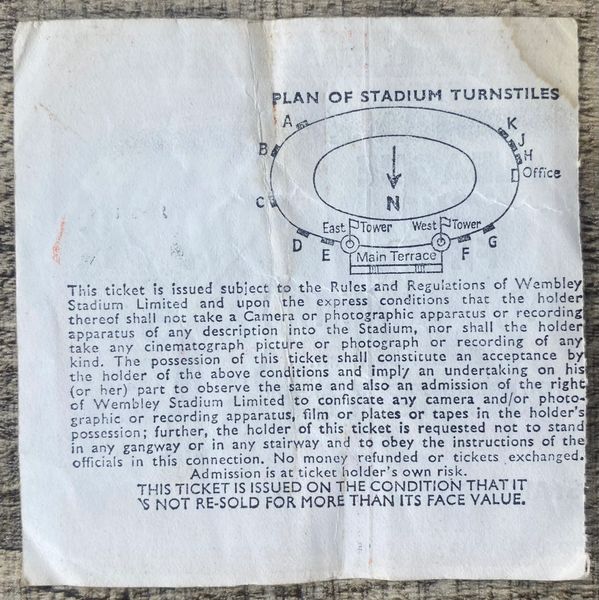 PLAN OF STADIUM TURNSTILES
A
K
J
B
H
Office
C
N
East Tower
West Tower
D
G
E
Main Terrace
F
This ticket is issued subject to the Rules and Regulations of Wembley
Stadium Limited and upon the express conditions that the holder
thereof shall not take a Camera or photographic apparatus or recording
apparatus of any description into the Stadium, nor shall the holder
take any cinematograph picture or photograph or recording of any
kind. The possession of this ticket shall constitute an acceptance by
the holder of the above conditions and imply an undertaking on his
(or her) part to observe the same and also an admission of the right
of Wembley Stadium Limited to confiscate any camera and/or photo-
graphic or recording apparatus, film or plates or tapes in the holder's
possession; further, the holder of this ticket is requested not to stand
in any gangway or in any stairway and to obey the instructions of the
officials in this connection. No money refunded or tickets exchanged.
Admission is at ticket holder's own risk.
THIS TICKET IS ISSUED ON THE CONDITION THAT IT
IS NOT RE-SOLD FOR MORE THAN ITS FACE VALUE.